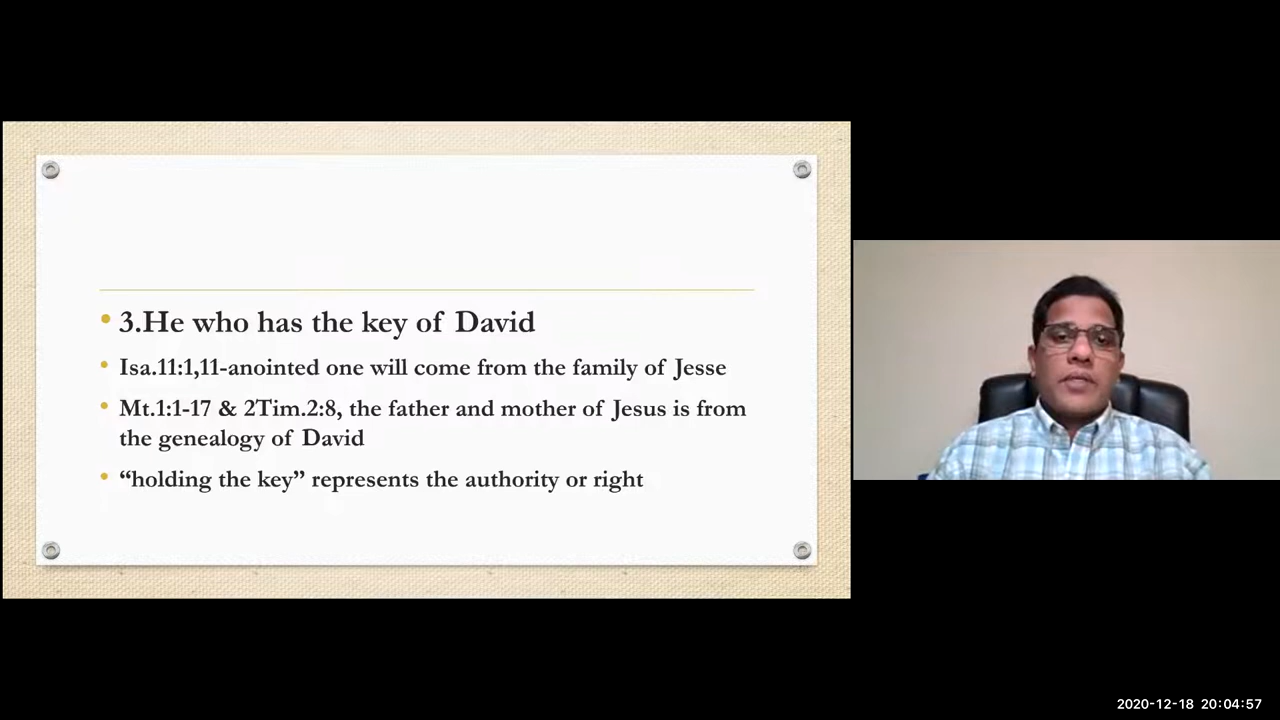 • 3.He who has the key of David
• Isa.11:1,11-anointed one will come from the family of Jesse
• Mt.1:1-17 & 2Tim.2:8, the father and mother of Jesus is from
the genealogy of David
• “holding the key” represents the authority or right
2020-12-18 20:04:57